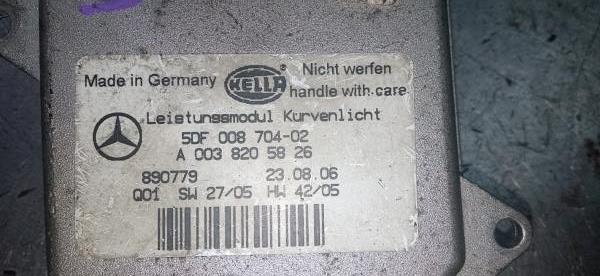 Made in Germany HELLA ® Nicht werfen
handle with care
Leistungsmodul Kurvenlicht
5DF 008 704-02
A 003 820 58 26
890779 23.08.06
Q01 SW 27/05 HW 42/05